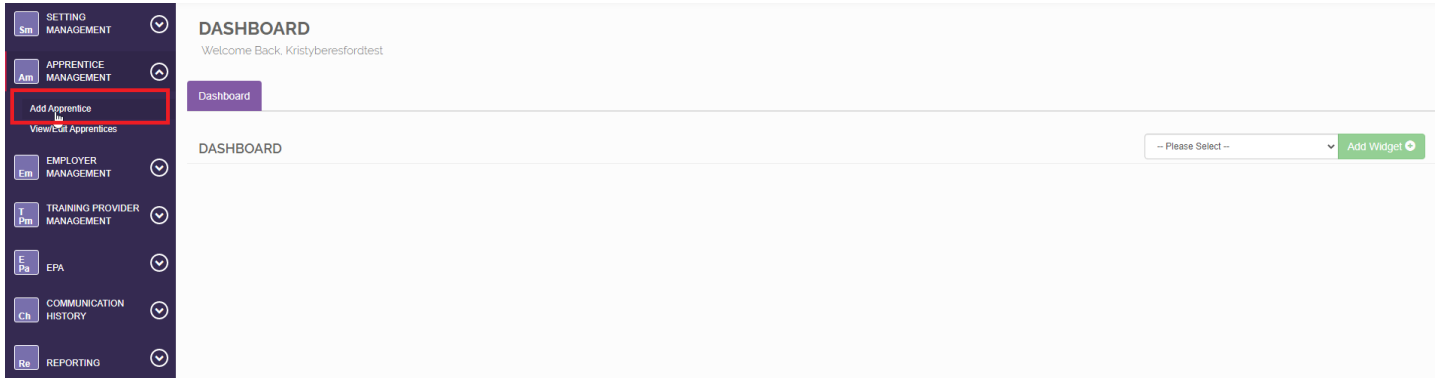 Sm
SETTING
MANAGEMENT
Am
APPRENTICE
MANAGEMENT
Add Apprentice
View/Edit Apprentices
Em
EMPLOYER
MANAGEMENT
T
Pm
TRAINING PROVIDER
MANAGEMENT
E
Pa
EPA
Ch
COMMUNICATION
HISTORY
Re
REPORTING
DASHBOARD
Welcome Back, Kristyberesfordtest
Dashboard
DASHBOARD
-- Please Select --
Add Widget